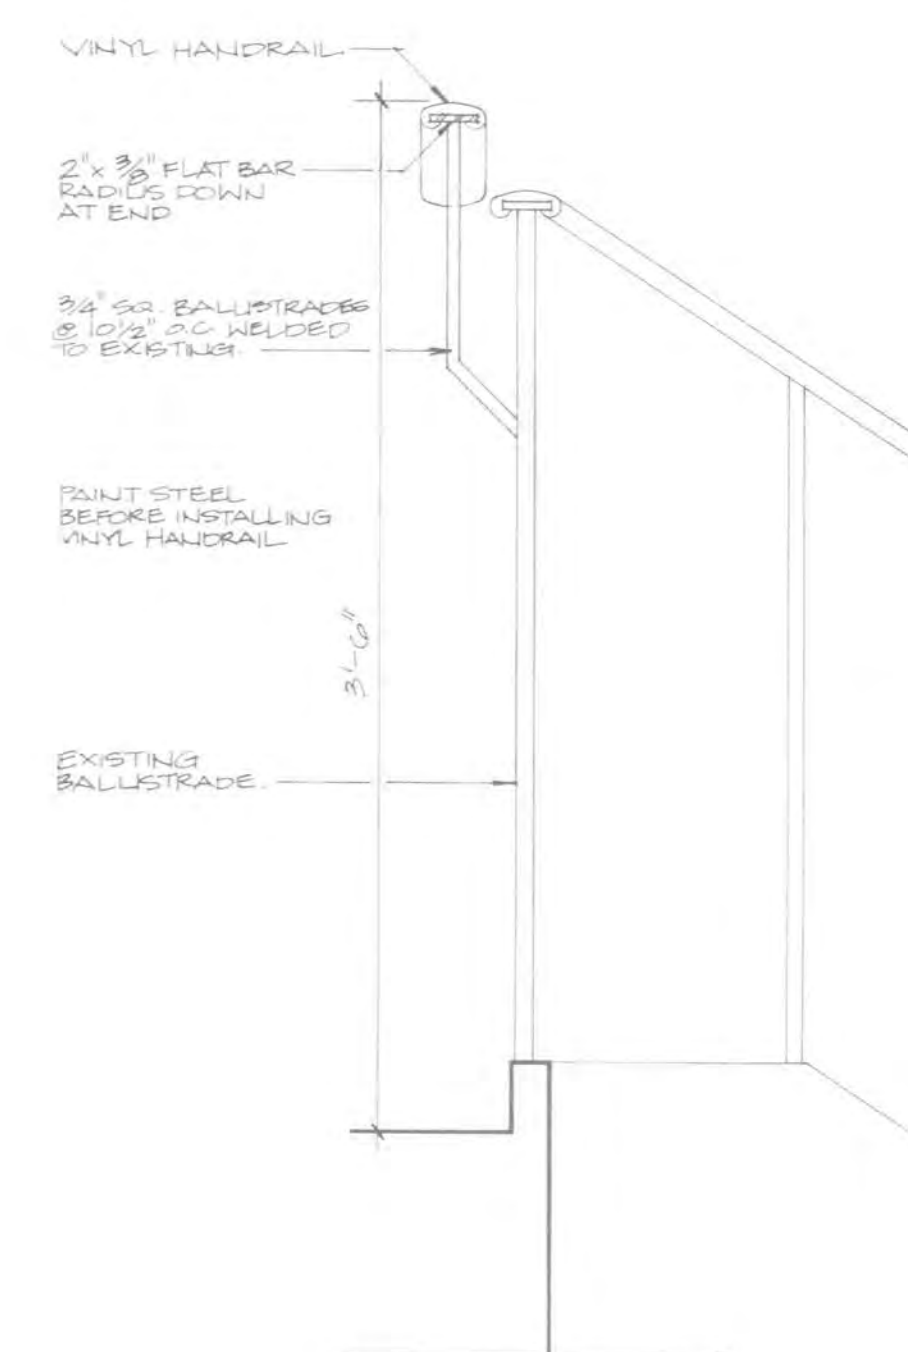 VINYL HANDRAIL
2" x 3/8" FLAT BAR
RADIUS DOWN
AT END
3/4" SQ. BALLUSTRADES
@ 10 1/2" O.C. WELDED
TO EXISTING.
PAINT STEEL
BEFORE INSTALLING
VINYL HANDRAIL
3'-6"
EXISTING
BALLUSTRADE.